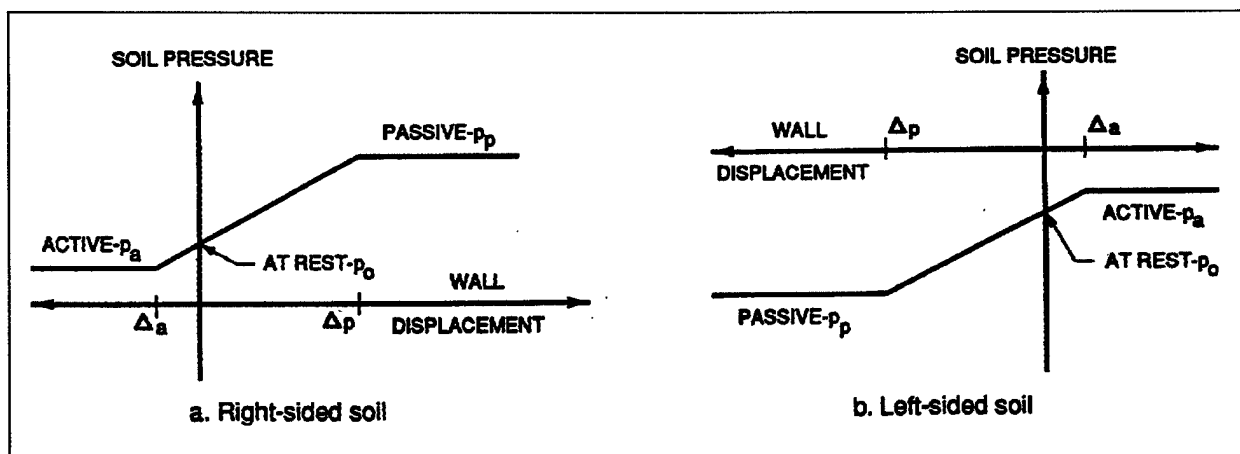 SOIL PRESSURE
PASSIVE-pp
ACTIVE-pa
AT REST-po
WALL
DISPLACEMENT
Δa
Δp
a. Right-sided soil
SOIL PRESSURE
WALL
DISPLACEMENT
Δp
Δa
ACTIVE-pa
AT REST-po
PASSIVE-pp
b. Left-sided soil